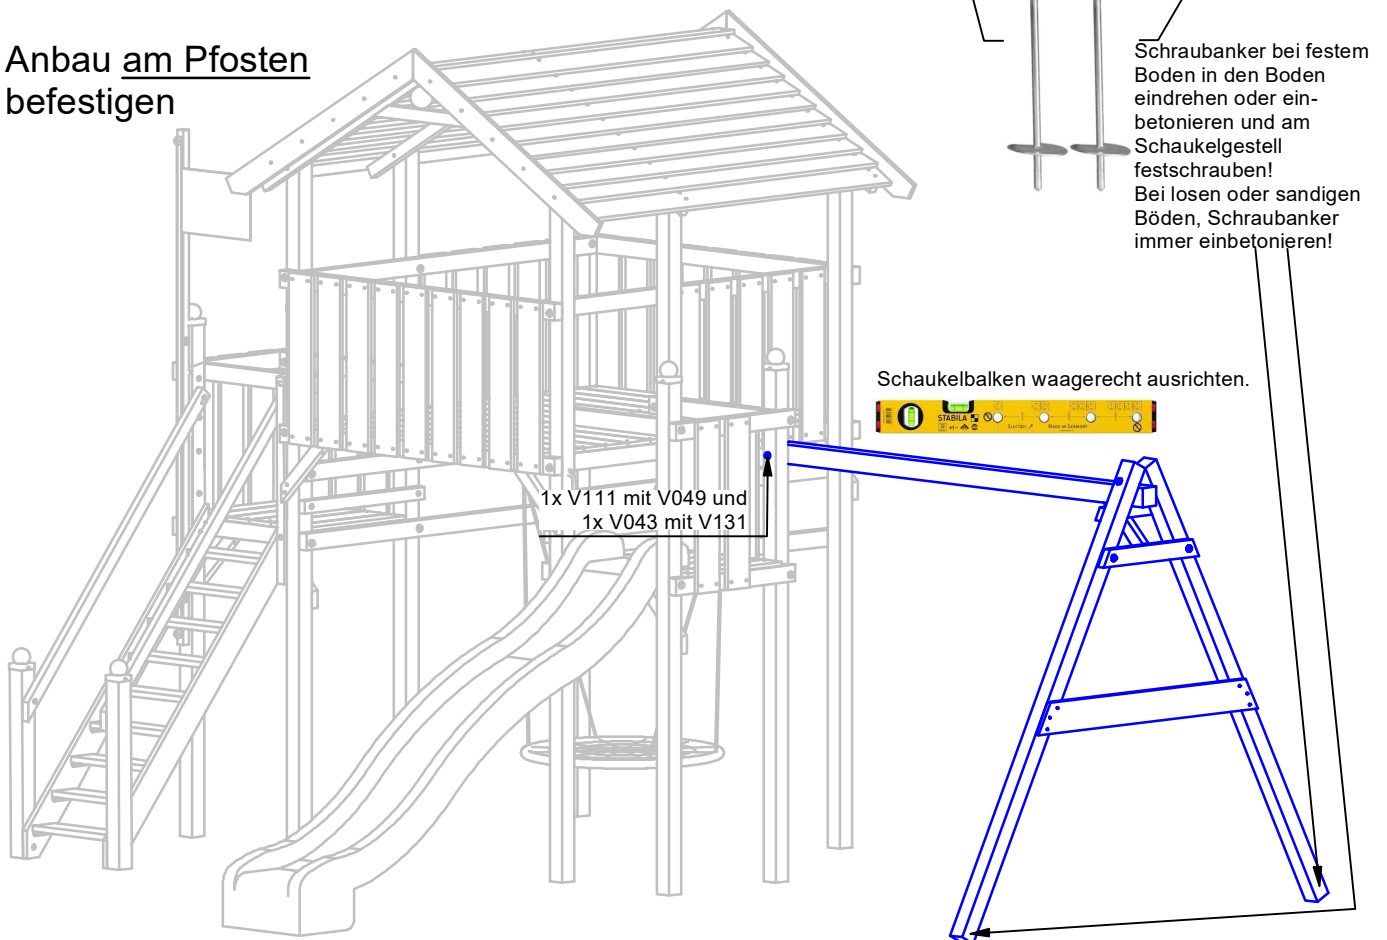 Anbau am Pfosten
befestigen
Schraubanker bei festem
Boden in den Boden
eindrehen oder ein-
betonieren und am
Schaukelgestell
festschrauben!
Bei losen oder sandigen
Böden, Schraubanker
immer einbetonieren!
Schaukelbalken waagerecht ausrichten.
STABILA
ELECTRIC
MADE IN GERMANY
1x V111 mit V049 und
1x V043 mit V131